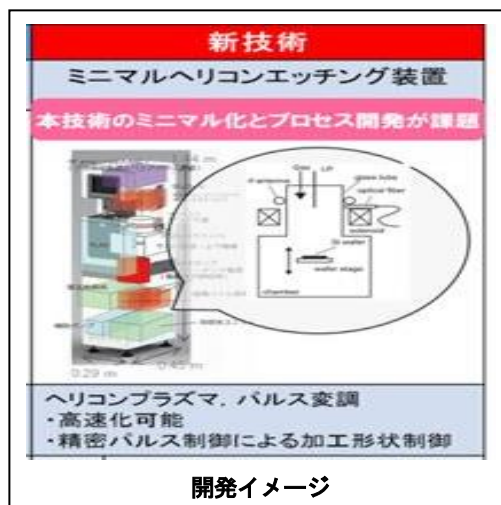 新技術
ミニマルヘリコンエッチング装置
本技術のミニマル化とプロセス開発が課題
Gas
LP
rf antenna
glass tube
optical fiber
solenoid
Si wafer
wafer stage
chamber
0.29 m
0.45 m
ヘリコンプラズマ，パルス変調
・高速化可能
・精密パルス制御による加工形状制御
開発イメージ